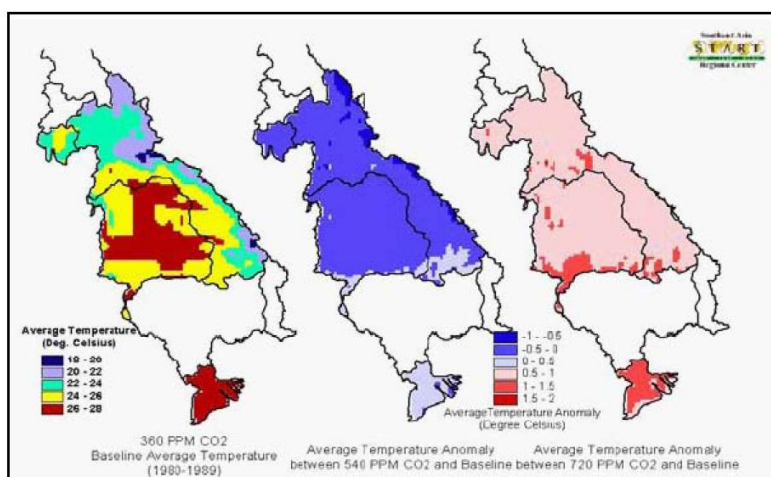 Southeast Asia
START
Regional Center
Average Temperature
(Deg. Celsius)
18 - 20
20 - 22
22 - 24
24 - 26
26 - 28
-1 - -0.5
-0.5 - 0
0 - 0.5
0.5 - 1
1 - 1.5
1.5 - 2
Average Temperature Anomaly
(Degree Celsius)
360 PPM CO2
Baseline Average Temperature
(1980-1989)
Average Temperature Anomaly
between 540 PPM CO2 and Baseline
Average Temperature Anomaly
between 720 PPM CO2 and Baseline